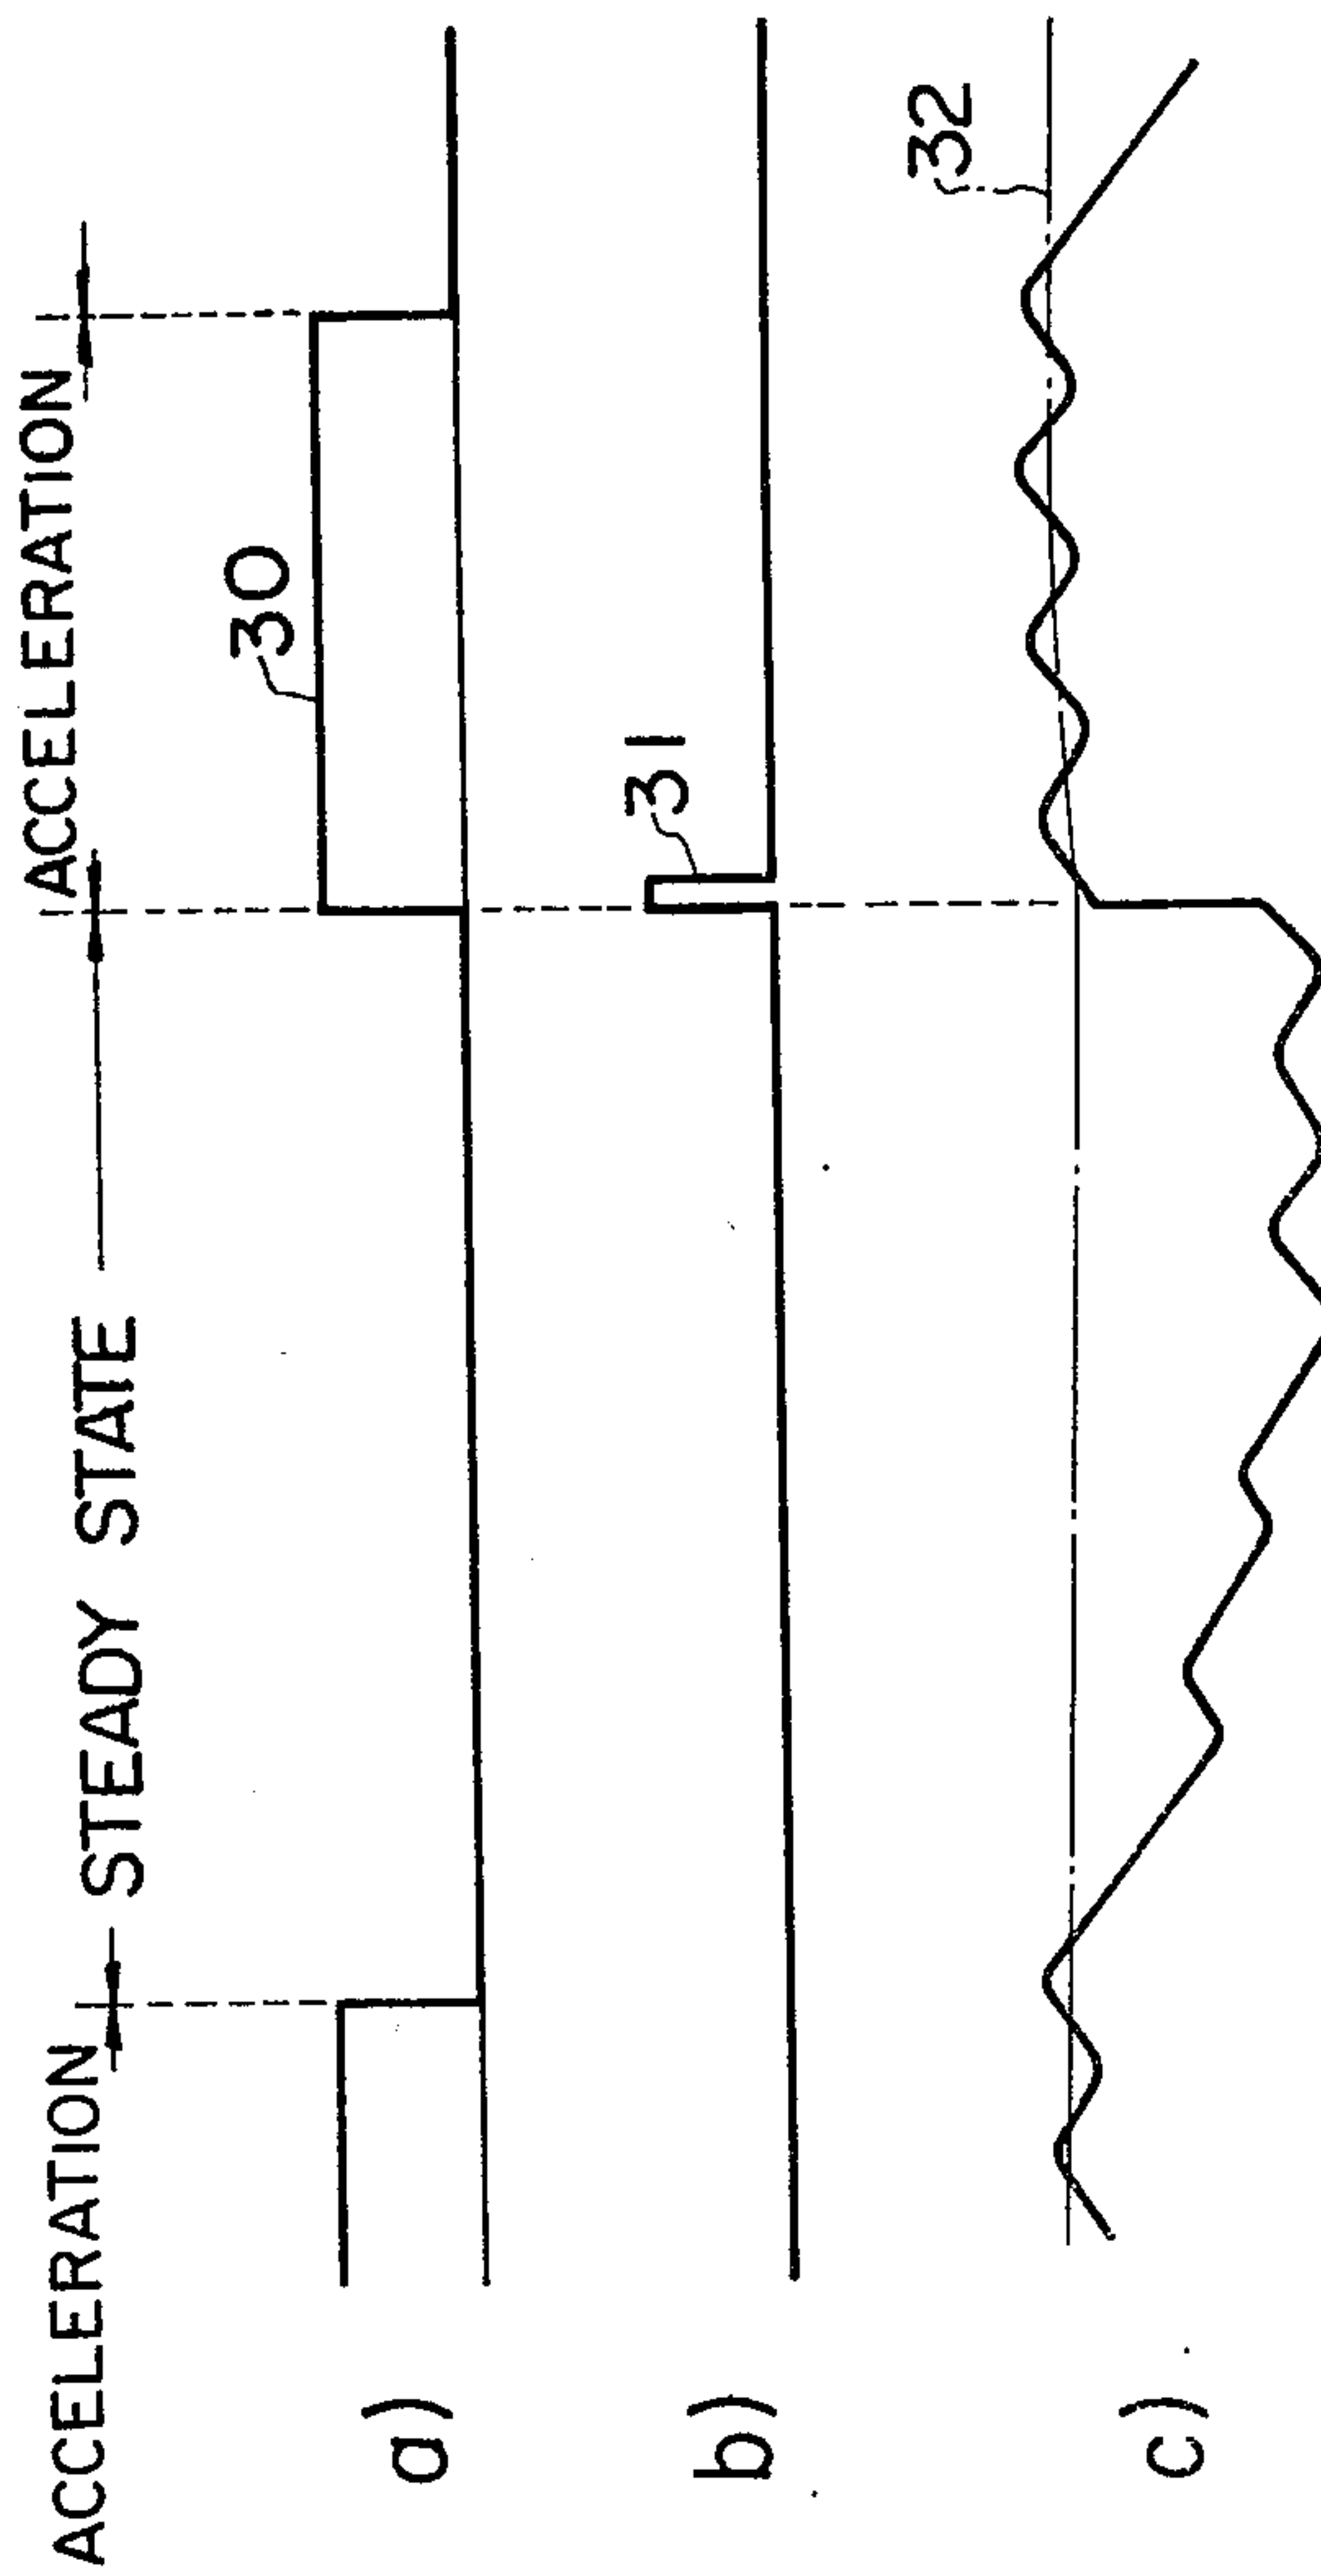 ACCELERATION
STEADY STATE
ACCELERATION
a)
30
b)
31
c)
32